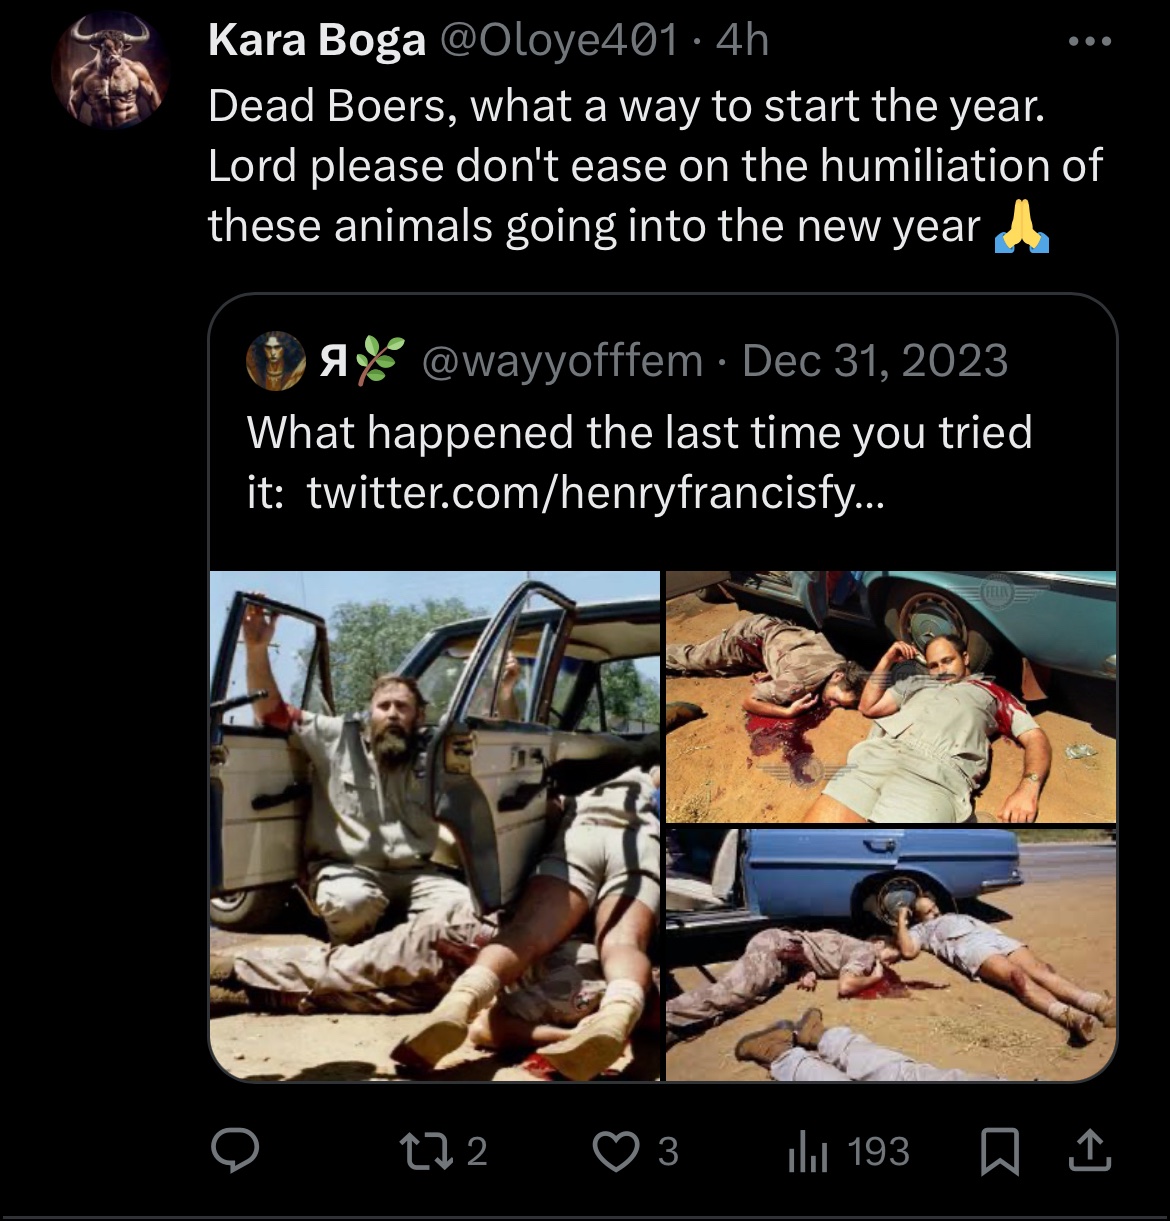 Kara Boga @Oloye401 · 4h
Dead Boers, what a way to start the year.
Lord please don't ease on the humiliation of
these animals going into the new year 🙏
Я🌿 @wayyofffem · Dec 31, 2023
What happened the last time you tried
it: twitter.com/henryfrancisfy...
FELIX
2
3
193